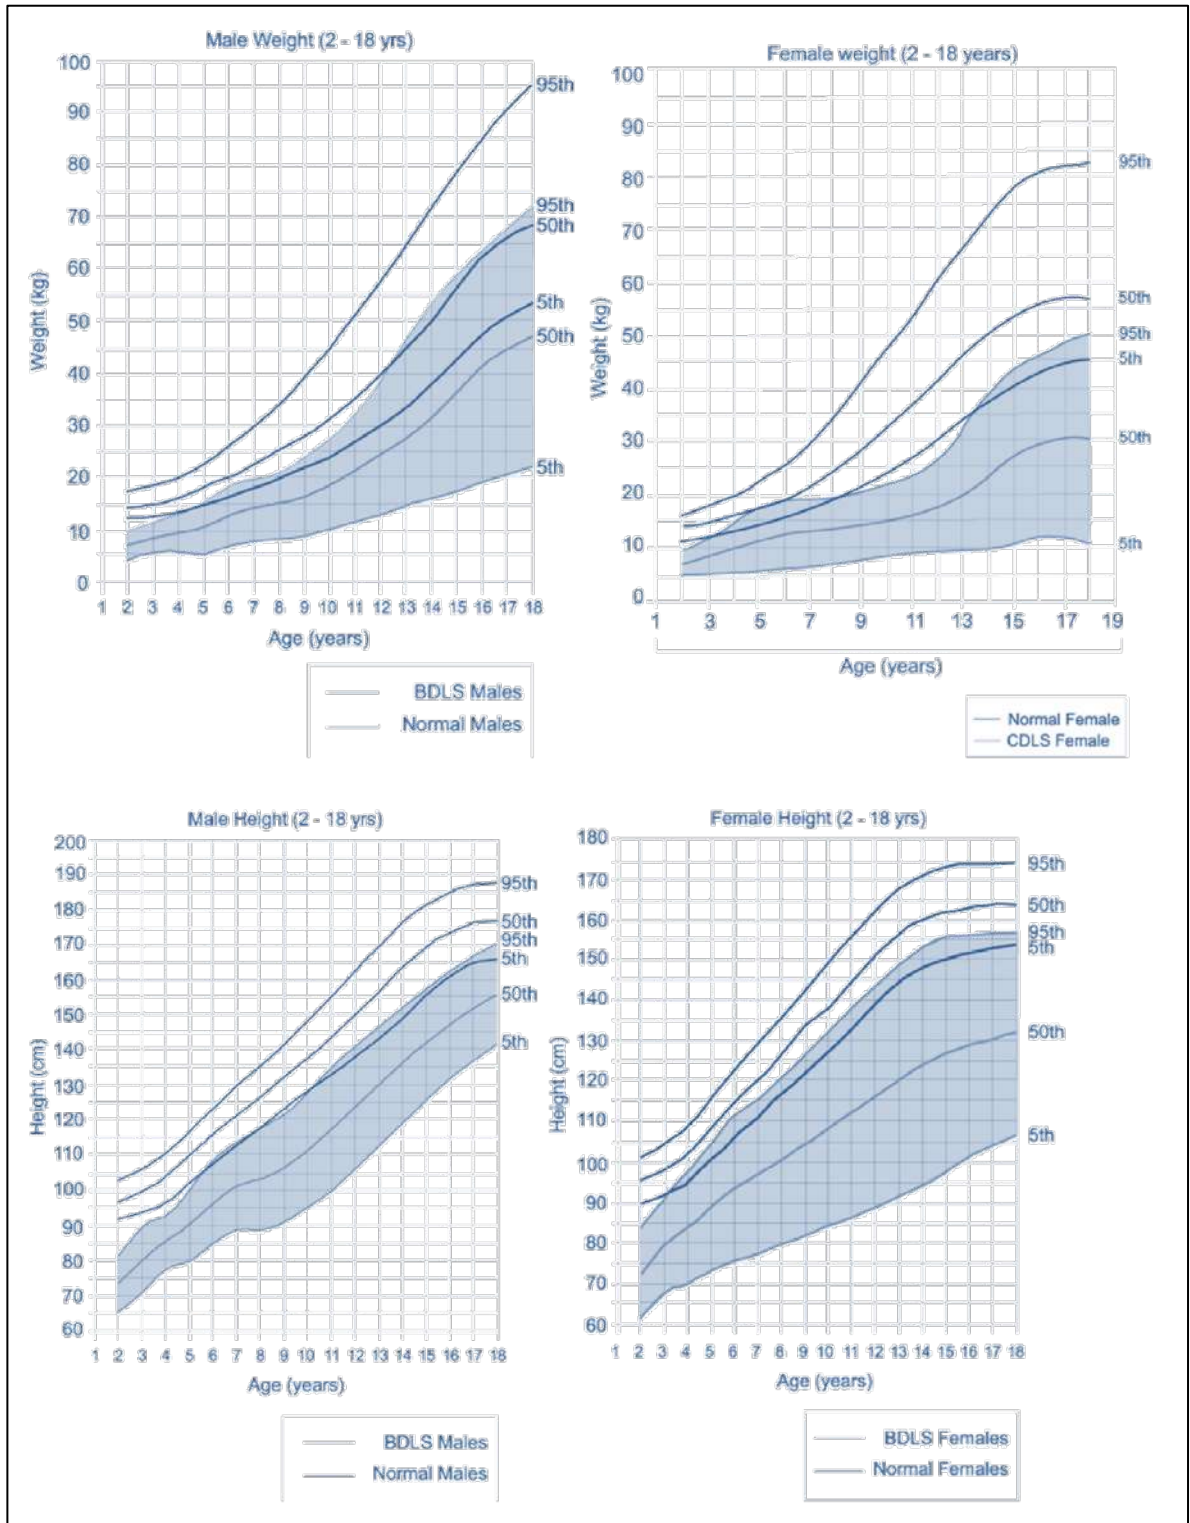 Male Weight (2 - 18 yrs)
100
90
80
70
60
50
40
30
20
10
0
Weight (kg)
95th
95th
50th
5th
50th
5th
1 2 3 4 5 6 7 8 9 10 11 12 13 14 15 16 17 18
Age (years)
BDLS Males
Normal Males
Female weight (2 - 18 years)
100
90
80
70
60
50
40
30
20
10
0
Weight (kg)
95th
50th
95th
5th
50th
5th
1 3 5 7 9 11 13 15 17 19
Age (years)
Normal Female
CDLS Female
Male Height (2 - 18 yrs)
200
190
180
170
160
150
140
130
120
110
100
90
80
70
60
Height (cm)
95th
50th
95th
5th
50th
5th
1 2 3 4 5 6 7 8 9 10 11 12 13 14 15 16 17 18
Age (years)
BDLS Males
Normal Males
Female Height (2 - 18 yrs)
180
170
160
150
140
130
120
110
100
90
80
70
60
Height (cm)
95th
50th
95th
5th
50th
5th
1 2 3 4 5 6 7 8 9 10 11 12 13 14 15 16 17 18
Age (years)
BDLS Females
Normal Females